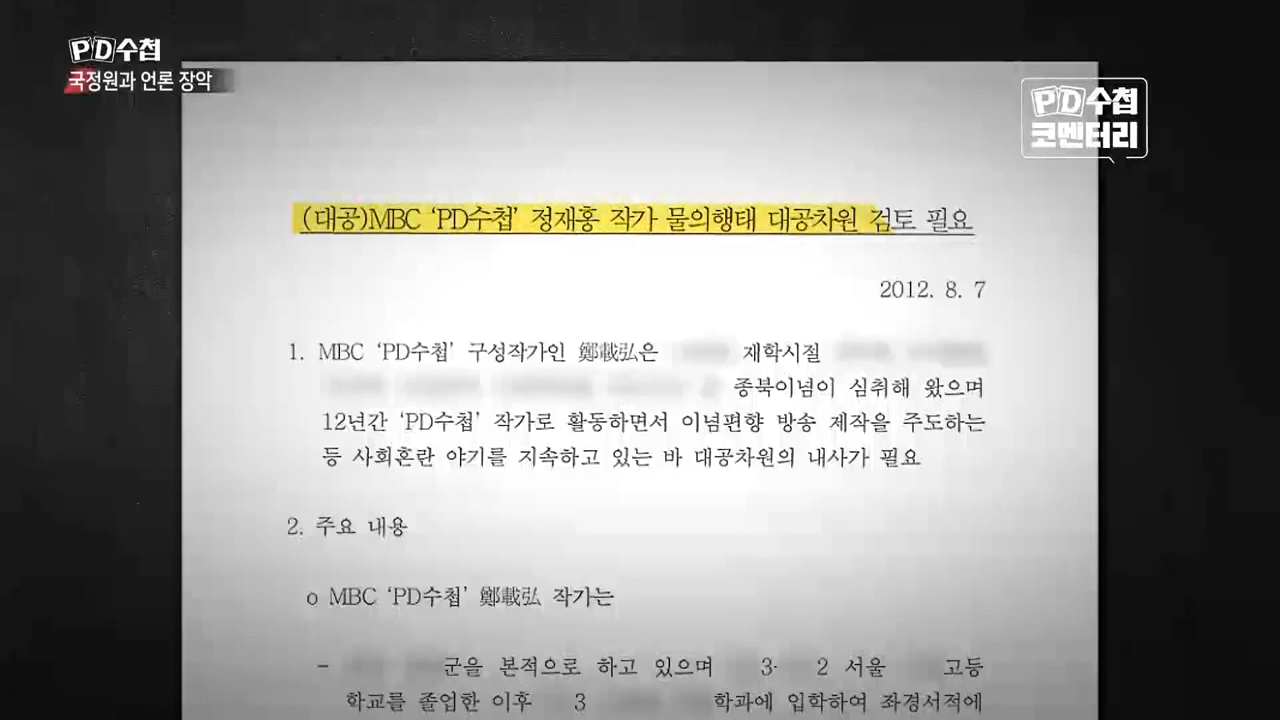 PD수첩
국정원과 언론 장악
PD수첩
코멘터리
(대공)MBC ‘PD수첩’ 정재홍 작가 물의행태 대공차원 검토 필요
2012. 8. 7
1. MBC ‘PD수첩’ 구성작가인 鄭載弘은 재학시절
종북이념이 심취해 왔으며
12년간 ‘PD수첩’ 작가로 활동하면서 이념편향 방송 제작을 주도하는
등 사회혼란 야기를 지속하고 있는 바 대공차원의 내사가 필요
2. 주요 내용
o MBC ‘PD수첩’ 鄭載弘 작가는
- 군을 본적으로 하고 있으며 3· 2 서울 고등
학교를 졸업한 이후 3 학과에 입학하여 좌경서적에